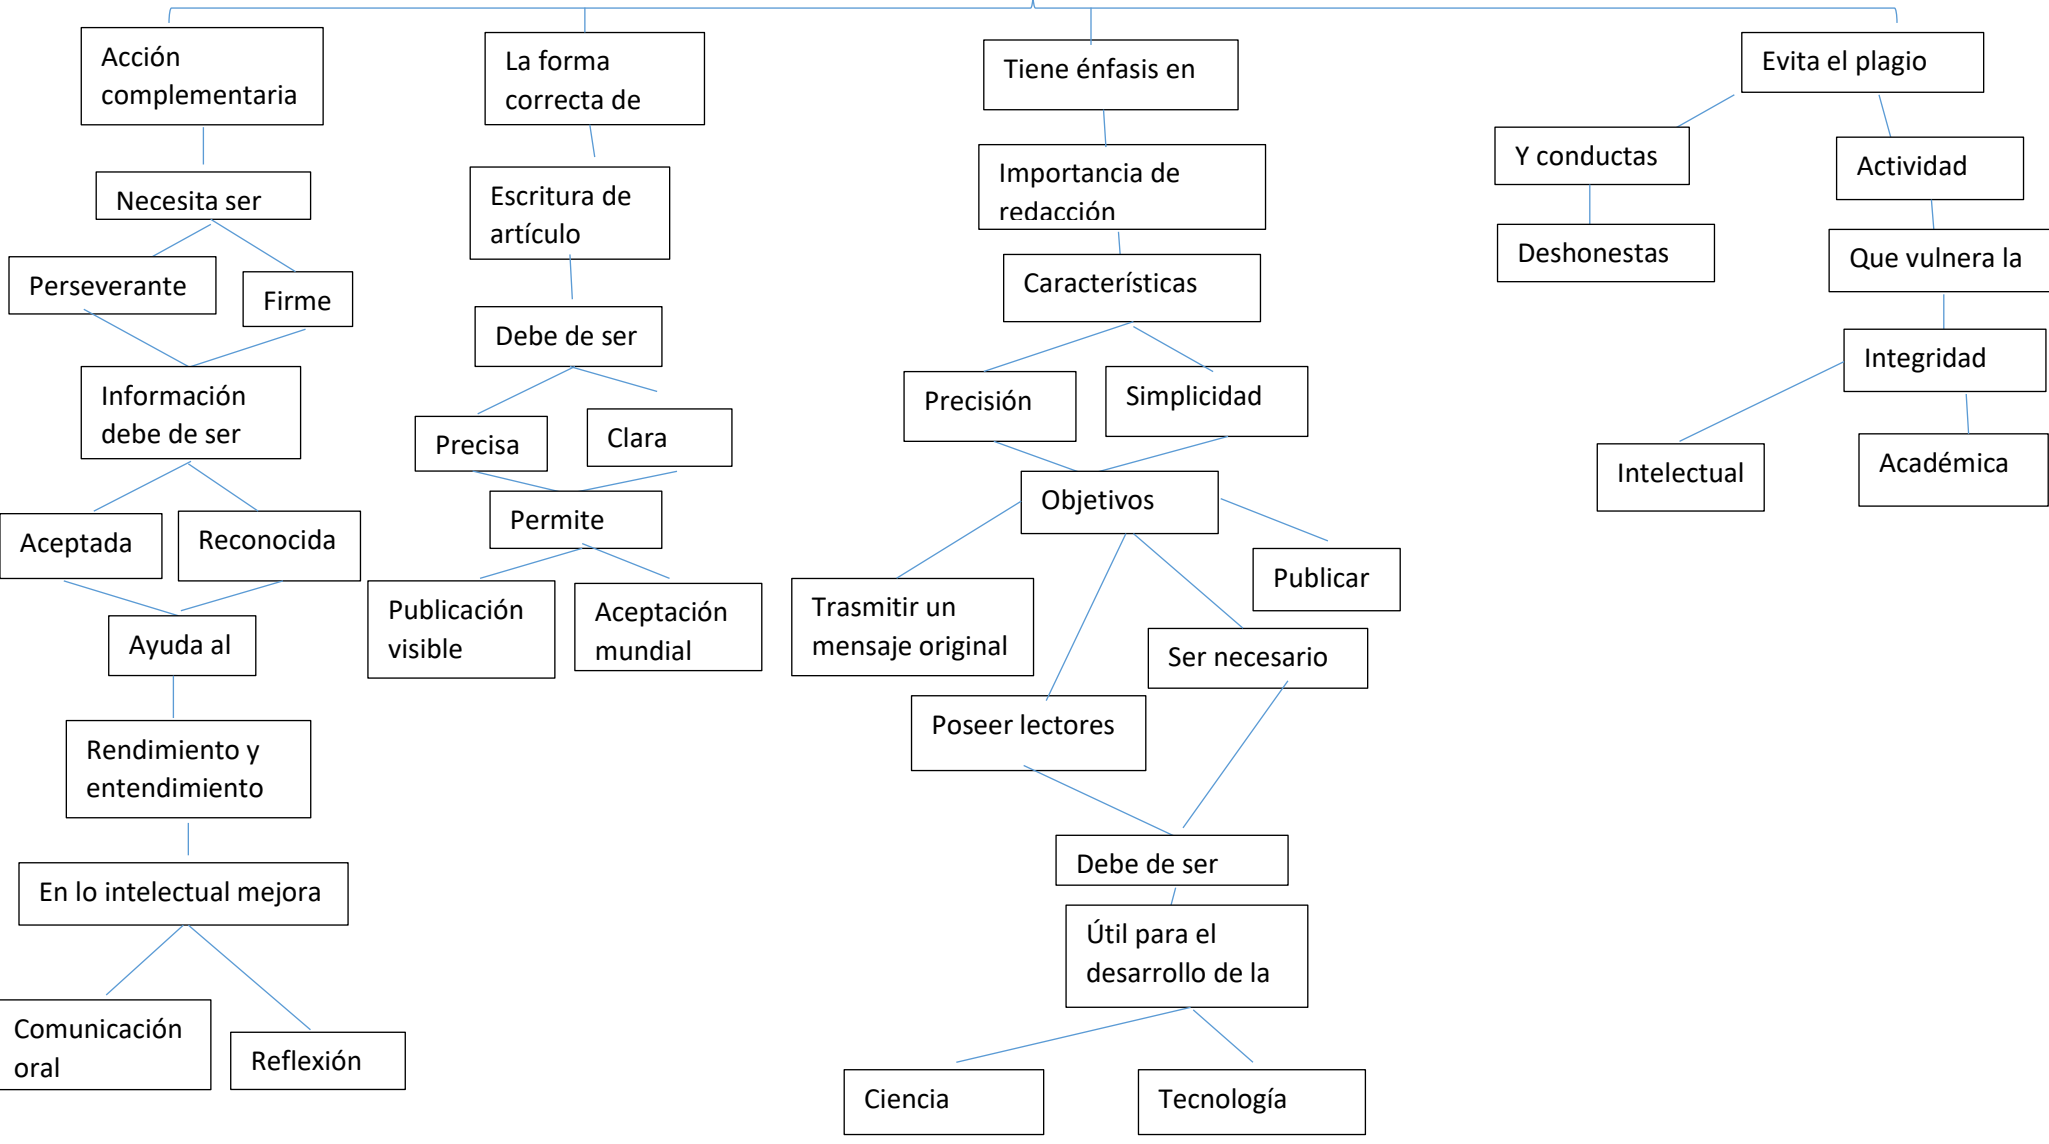 Acción
complementaria
Necesita ser
Perseverante
Firme
Información
debe de ser
Aceptada
Reconocida
Ayuda al
Rendimiento y
entendimiento
En lo intelectual mejora
Comunicación
oral
Reflexión
La forma
correcta de
Escritura de
artículo
Debe de ser
Precisa
Clara
Permite
Publicación
visible
Aceptación
mundial
Tiene énfasis en
Importancia de
redacción
Características
Precisión
Simplicidad
Objetivos
Trasmitir un
mensaje original
Poseer lectores
Ser necesario
Publicar
Debe de ser
Útil para el
desarrollo de la
Ciencia
Tecnología
Evita el plagio
Y conductas
Deshonestas
Actividad
Que vulnera la
Integridad
Intelectual
Académica